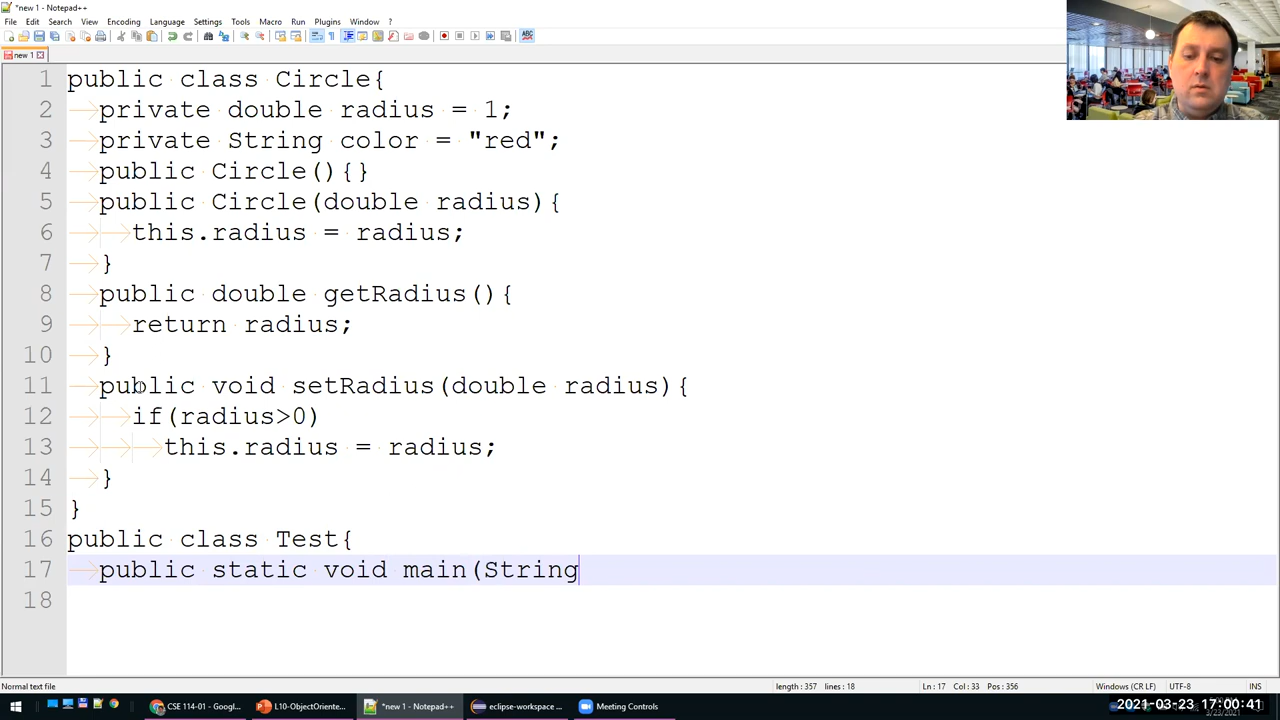 *new 1 - Notepad++
File Edit Search View Encoding Language Settings Tools Macro Run Plugins Window ?
new 1
1 public class Circle{
2 private double radius = 1;
3 private String color = "red";
4 public Circle(){}
5 public Circle(double radius){
6 this.radius = radius;
7 }
8 public double getRadius(){
9 return radius;
10 }
11 public void setRadius(double radius){
12 if(radius>0)
13 this.radius = radius;
14 }
15 }
16 public class Test{
17 public static void main(String
18
Normal text file length : 357 lines : 18 Ln : 17 Col : 33 Pos : 356 Windows (CR LF) UTF-8 INS
CSE 114-01 - Googl... L10-ObjectOriente... *new 1 - Notepad++ eclipse-workspace ... Meeting Controls 2021-03-23 17:00:41